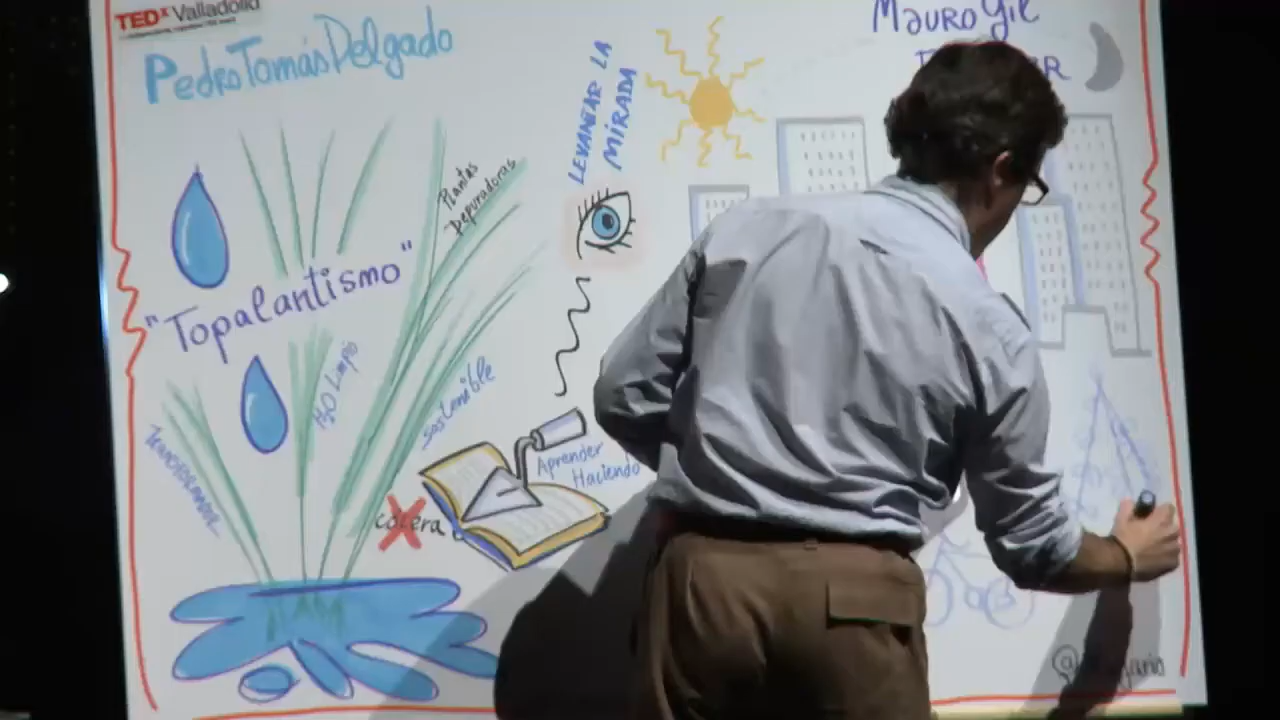 TEDx Valladolid
Pedro Tomás Delgado
LEVANTAR LA
MIRADA
Mauro Gil
Plantas
Depuradoras
"Topalantismo"
H2O Limpio
sostenible
Aprender
Haciendo
cólera